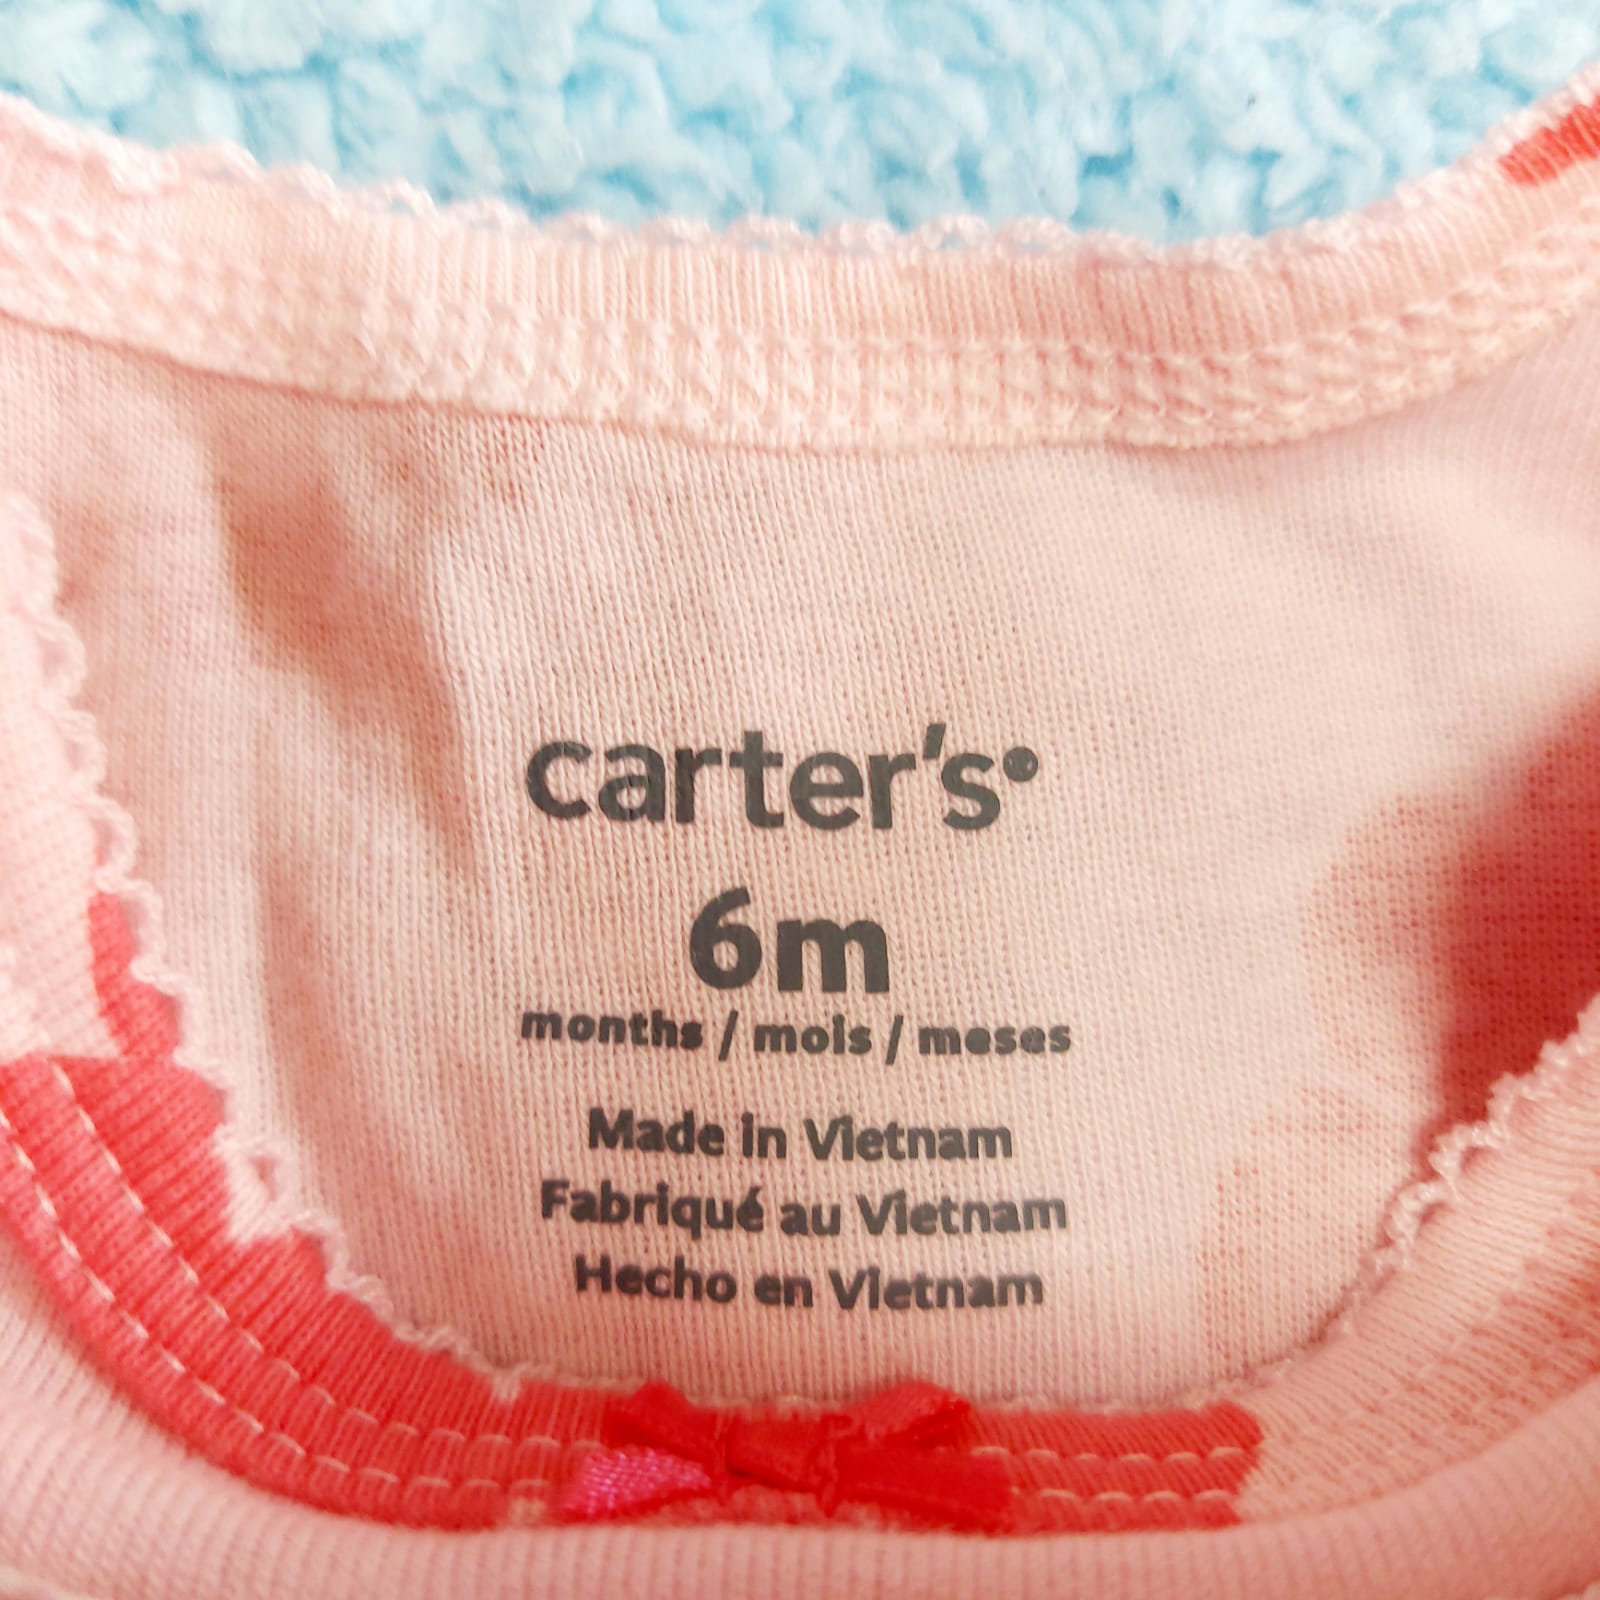 carter's®
6m
months / mois / meses
Made in Vietnam
Fabriqué au Vietnam
Hecho en Vietnam